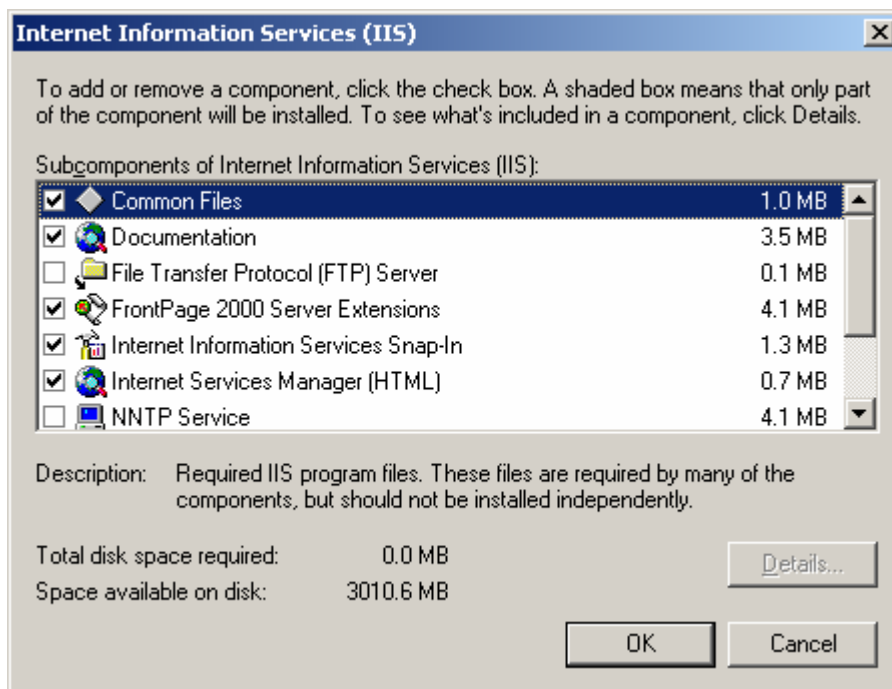 Internet Information Services (IIS)
To add or remove a component, click the check box. A shaded box means that only part
of the component will be installed. To see what's included in a component, click Details.
Subcomponents of Internet Information Services (IIS):
Common Files 1.0 MB
Documentation 3.5 MB
File Transfer Protocol (FTP) Server 0.1 MB
FrontPage 2000 Server Extensions 4.1 MB
Internet Information Services Snap-In 1.3 MB
Internet Services Manager (HTML) 0.7 MB
NNTP Service 4.1 MB
Description: Required IIS program files. These files are required by many of the
components, but should not be installed independently.
Total disk space required: 0.0 MB
Details...
Space available on disk: 3010.6 MB
OK Cancel